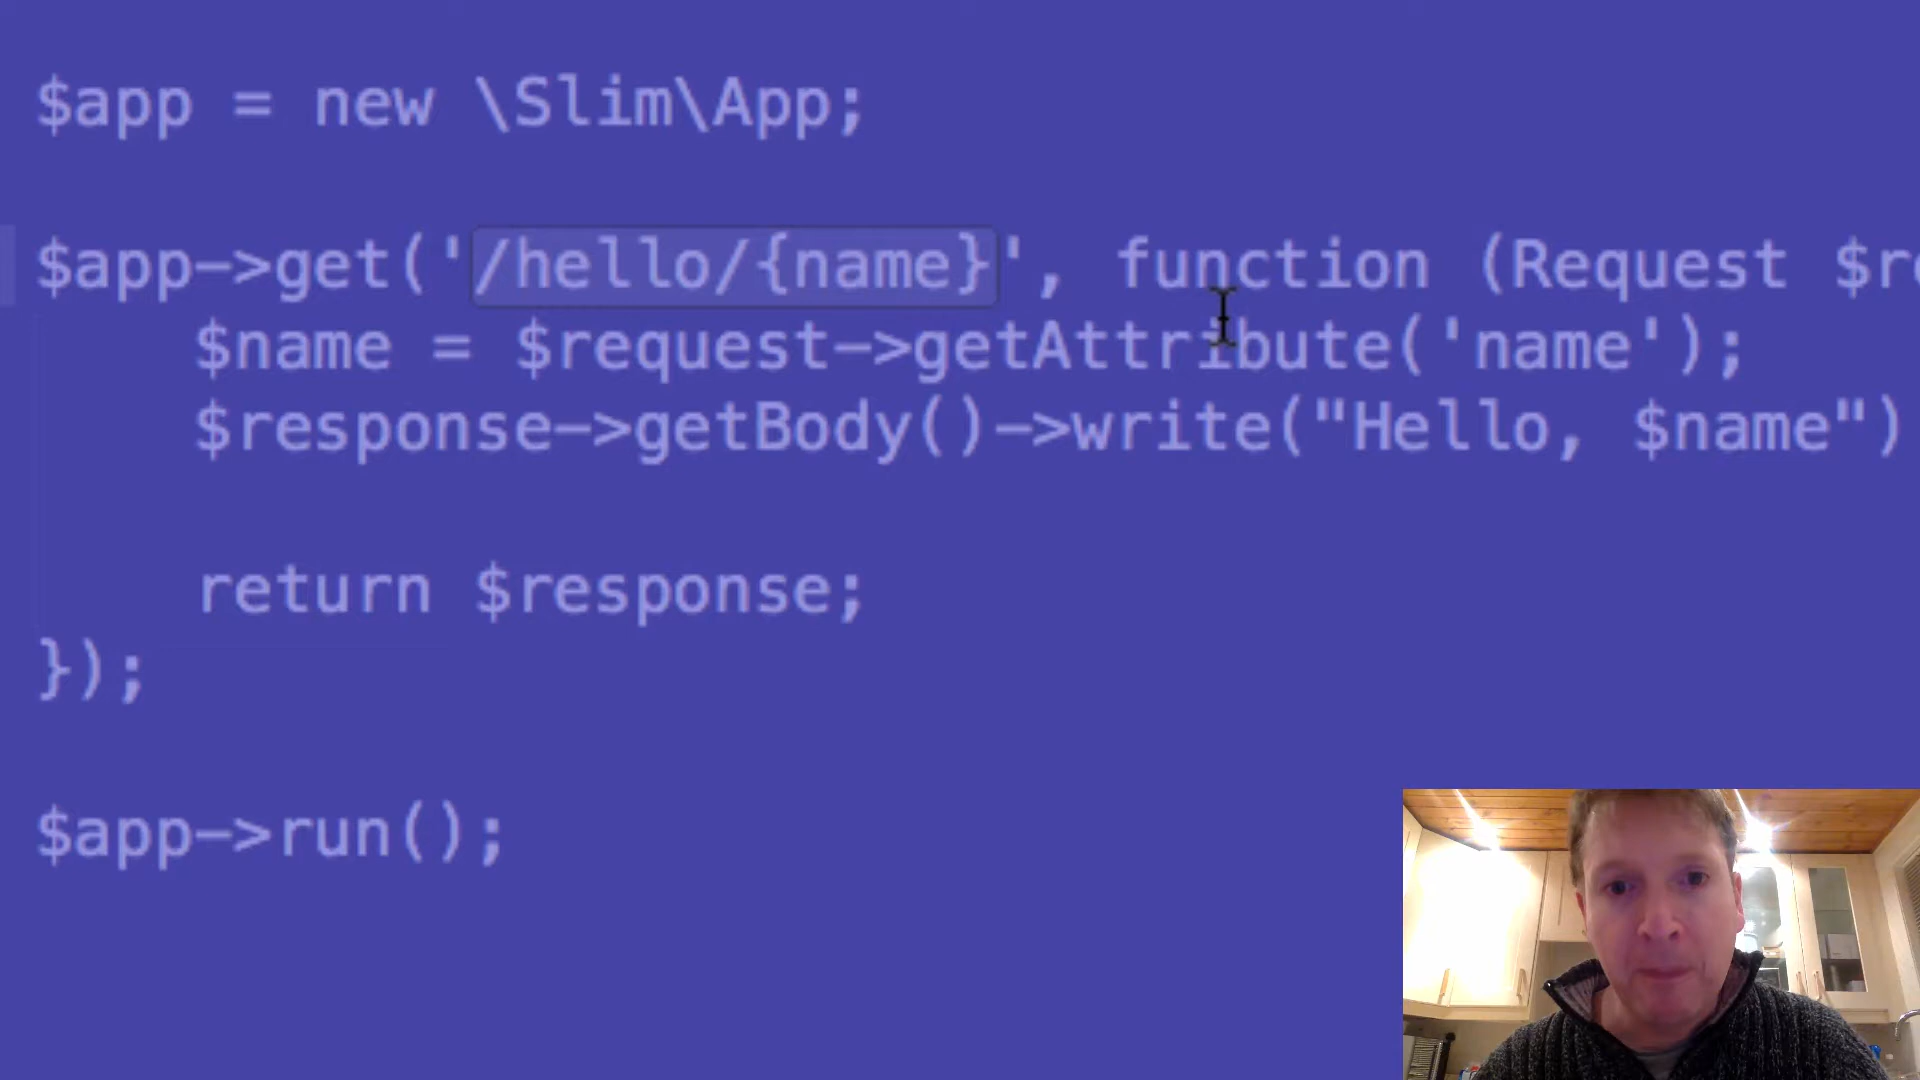 $app = new \Slim\App;
$app->get('/hello/{name}', function (Request $re
$name = $request->getAttribute('name');
$response->getBody()->write("Hello, $name")
return $response;
});
$app->run();